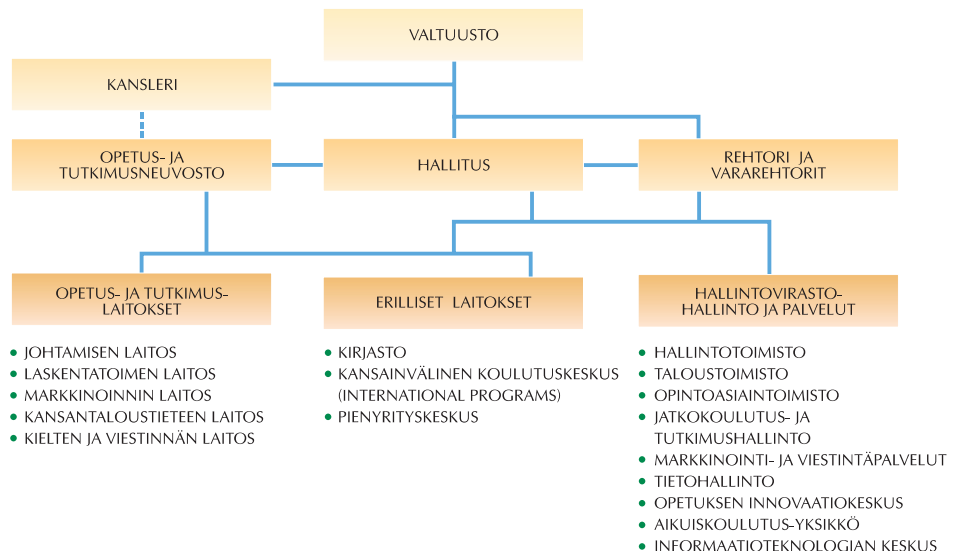 VALTUUSTO
KANSLERI
OPETUS- JA
TUTKIMUSNEUVOSTO
HALLITUS
REHTORI JA
VARAREHTORIT
OPETUS- JA TUTKIMUS-
LAITOKSET
ERILLISET LAITOKSET
HALLINTOVIRASTO-
HALLINTO JA PALVELUT
• JOHTAMISEN LAITOS
• LASKENTATOIMEN LAITOS
• MARKKINOINNIN LAITOS
• KANSANTALOUSTIETEEN LAITOS
• KIELTEN JA VIESTINNÄN LAITOS
• KIRJASTO
• KANSAINVÄLINEN KOULUTUSKESKUS
(INTERNATIONAL PROGRAMS)
• PIENYRITYSKESKUS
• HALLINTOTOIMISTO
• TALOUSTOIMISTO
• OPINTOASIAINTOIMISTO
• JATKOKOULUTUS- JA
TUTKIMUSHALLINTO
• MARKKINOINTI- JA VIESTINTÄPALVELUT
• TIETOHALLINTO
• OPETUKSEN INNOVAATIOKESKUS
• AIKUISKOULUTUS-YKSIKKÖ
• INFORMAATIOTEKNOLOGIAN KESKUS